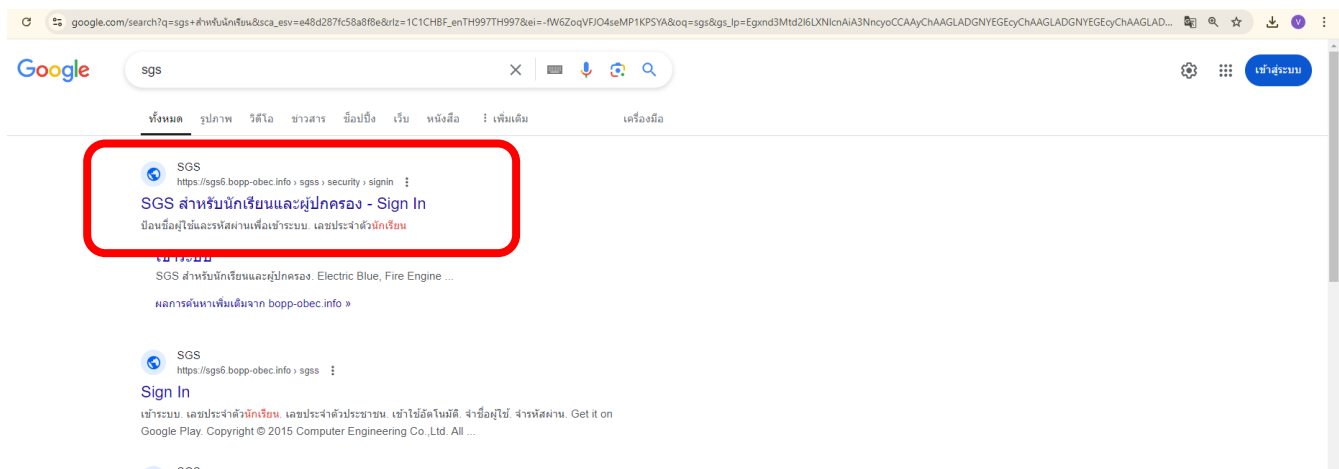 google.com/search?q=sgs+สำหรับนักเรียน&sca_esv=e48d287fc58a8f8e&rlz=1C1CHBF_enTH997TH997&ei=-fW6ZoqVFJO4seMP1KPSYA&oq=sgs&gs_lp=Egxnd3Mtd2l6LXNlcnAiA3NncyoCCAAyChAAGLADGNYEGEcyChAAGLADGNYEGEcyChAAGLAD...
V
Google
sgs
เข้าสู่ระบบ
ทั้งหมด รูปภาพ วิดีโอ ข่าวสาร ช็อปปิ้ง เว็บ หนังสือ เพิ่มเติม เครื่องมือ
SGS
https://sgs6.bopp-obec.info › sgss › security › signin
SGS สำหรับนักเรียนและผู้ปกครอง - Sign In
ป้อนชื่อผู้ใช้และรหัสผ่านเพื่อเข้าระบบ. เลขประจำตัวนักเรียน
เข้าระบบ
SGS สำหรับนักเรียนและผู้ปกครอง. Electric Blue, Fire Engine ...
ผลการค้นหาเพิ่มเติมจาก bopp-obec.info »
SGS
https://sgs6.bopp-obec.info › sgss
Sign In
เข้าระบบ. เลขประจำตัวนักเรียน. เลขประจำตัวประชาชน. เข้าใช้อัตโนมัติ. จำชื่อผู้ใช้. จำรหัสผ่าน. Get it on
Google Play. Copyright © 2015 Computer Engineering Co.,Ltd. All ...
SGS